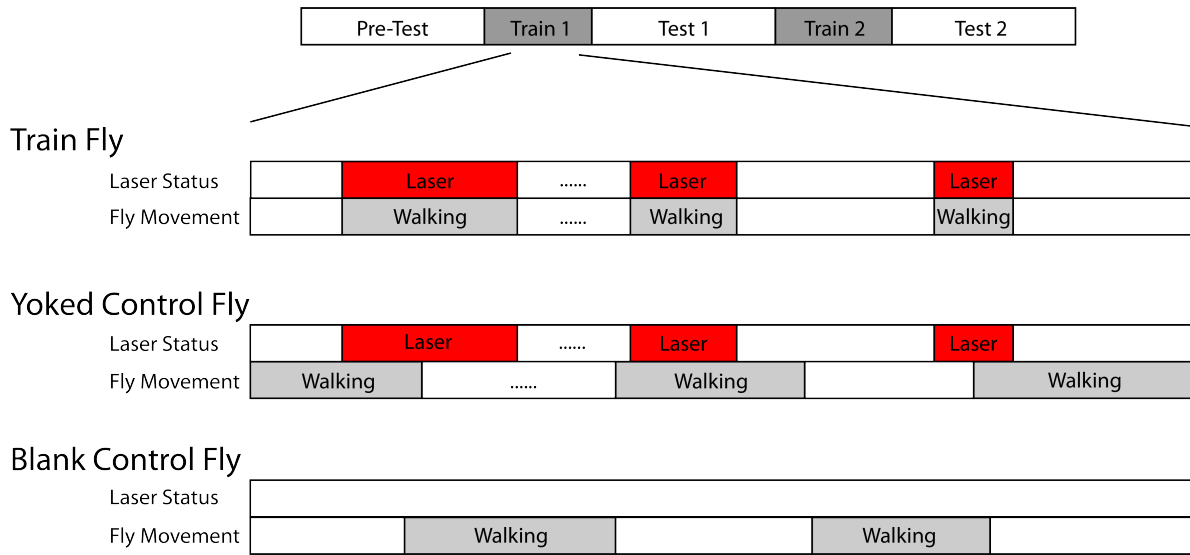 Pre-Test Train 1 Test 1 Train 2 Test 2
Train Fly
Laser Status Laser ...... Laser Laser
Fly Movement Walking ...... Walking Walking
Yoked Control Fly
Laser Status Laser ...... Laser Laser
Fly Movement Walking ...... Walking Walking
Blank Control Fly
Laser Status
Fly Movement Walking Walking